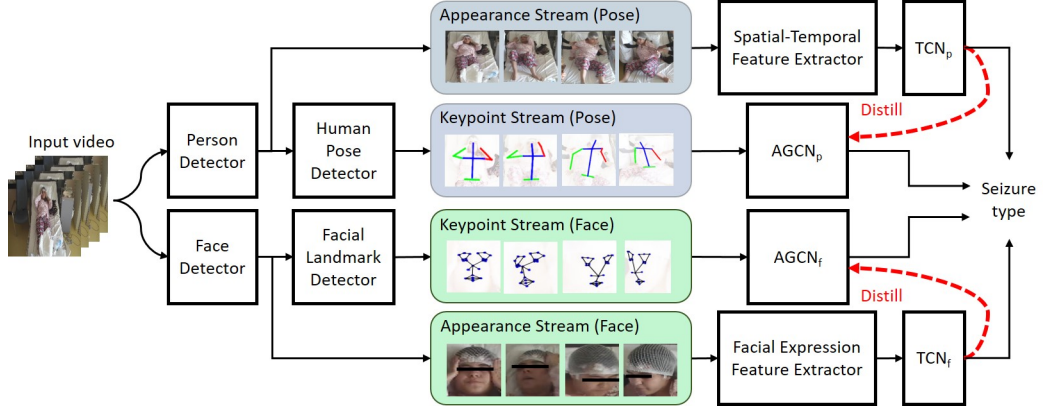 Input video
Person
Detector
Face
Detector
Human
Pose
Detector
Facial
Landmark
Detector
Appearance Stream (Pose)
Keypoint Stream (Pose)
Keypoint Stream (Face)
Appearance Stream (Face)
Spatial-Temporal
Feature Extractor
TCNp
Distill
AGCNp
AGCNf
Distill
Facial Expression
Feature Extractor
TCNf
Seizure
type